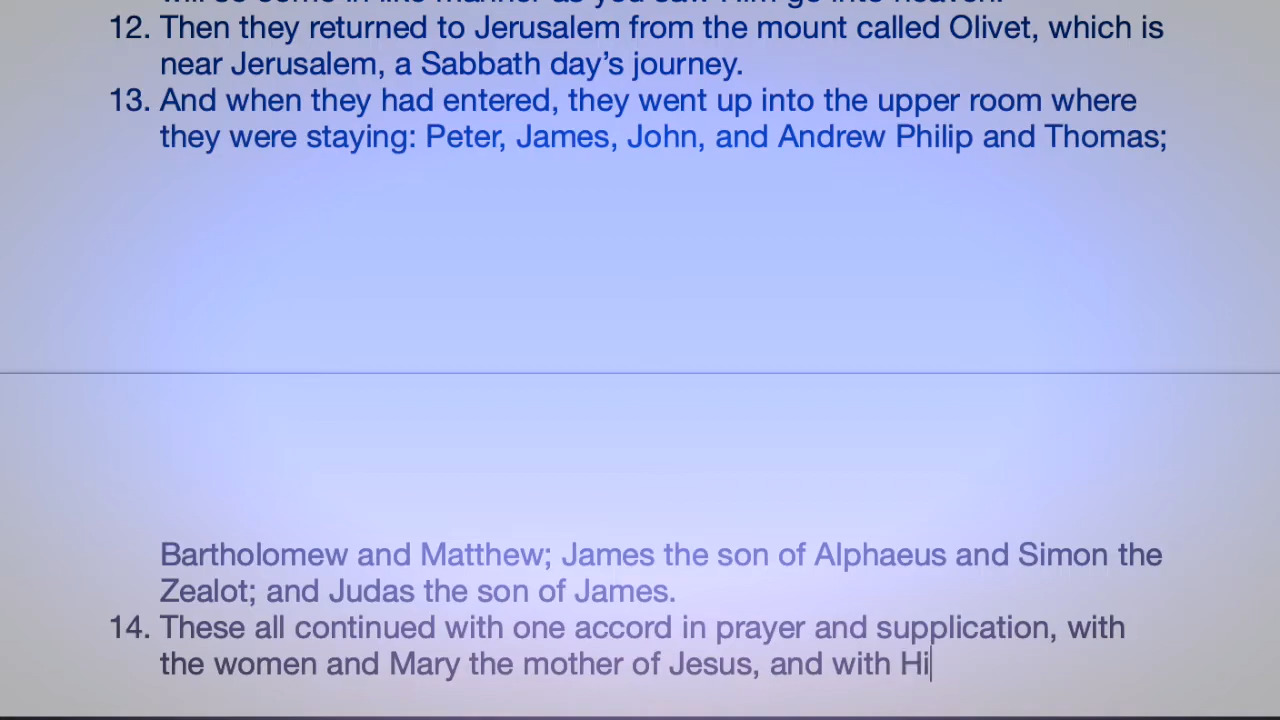 12. Then they returned to Jerusalem from the mount called Olivet, which is
near Jerusalem, a Sabbath day’s journey.
13. And when they had entered, they went up into the upper room where
they were staying: Peter, James, John, and Andrew Philip and Thomas;
Bartholomew and Matthew; James the son of Alphaeus and Simon the
Zealot; and Judas the son of James.
14. These all continued with one accord in prayer and supplication, with
the women and Mary the mother of Jesus, and with Hi